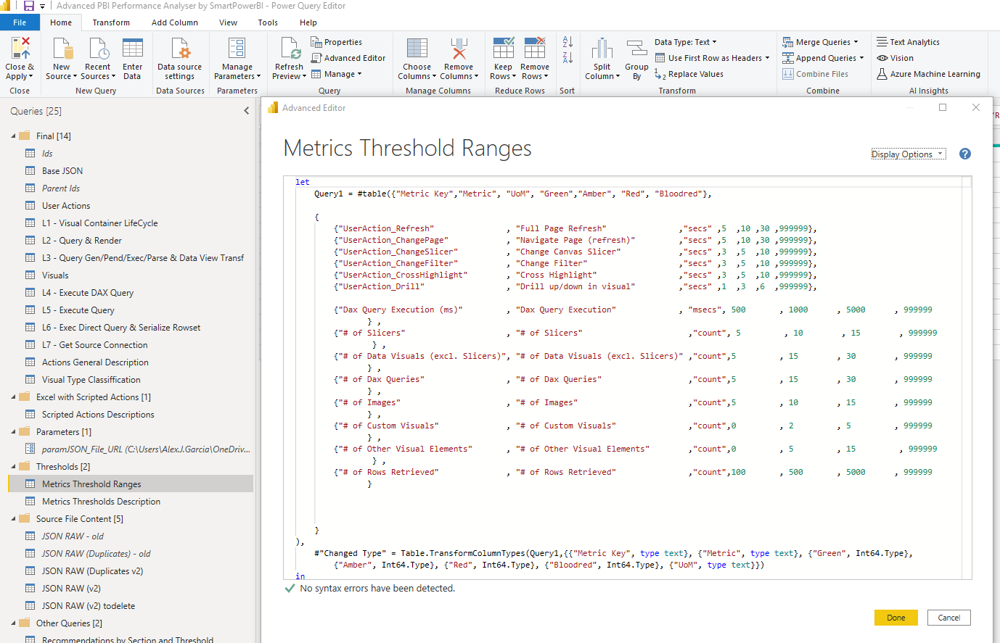 Advanced PBI Performance Analyser by SmartPowerBI - Power Query Editor
File Home Transform Add Column View Tools Help
Close & Apply
New Source
Recent Sources
Enter Data
Data source settings
Manage Parameters
Refresh Preview
Properties
Advanced Editor
Manage
Choose Columns
Remove Columns
Keep Rows
Remove Rows
Split Column
Group By
Data Type: Text
Use First Row as Headers
Replace Values
Merge Queries
Append Queries
Combine Files
Text Analytics
Vision
Azure Machine Learning
Close New Query Data Sources Parameters Query Manage Columns Reduce Rows Sort Transform Combine AI Insights
Queries [25]
Final [14]
Ids
Base JSON
Parent Ids
User Actions
L1 - Visual Container LifeCycle
L2 - Query & Render
L3 - Query Gen/Pend/Exec/Parse & Data View Transf
Visuals
L4 - Execute DAX Query
L5 - Execute Query
L6 - Exec Direct Query & Serialize Rowset
L7 - Get Source Connection
Actions General Description
Visual Type Classiffication
Excel with Scripted Actions [1]
Scripted Actions Descriptions
Parameters [1]
paramJSON_File_URL (C:\Users\Alex.J.Garcia\OneDriv...
Thresholds [2]
Metrics Threshold Ranges
Metrics Thresholds Description
Source File Content [5]
JSON RAW - old
JSON RAW (Duplicates) - old
JSON RAW (Duplicates v2)
JSON RAW (v2)
JSON RAW (v2) todelete
Other Queries [2]
Recommendations by Section and Threshold
Advanced Editor
Metrics Threshold Ranges
Display Options
?
let
Query1 = #table({"Metric Key","Metric", "UoM", "Green","Amber", "Red", "Bloodred"},
{
{"UserAction_Refresh" , "Full Page Refresh" ,"secs" ,5 ,10 ,30 ,999999},
{"UserAction_ChangePage" , "Navigate Page (refresh)" ,"secs" ,5 ,10 ,30 ,999999},
{"UserAction_ChangeSlicer" , "Change Canvas Slicer" ,"secs" ,3 ,5 ,10 ,999999},
{"UserAction_ChangeFilter" , "Change Filter" ,"secs" ,3 ,5 ,10 ,999999},
{"UserAction_CrossHighlight" , "Cross Highlight" ,"secs" ,3 ,5 ,10 ,999999},
{"UserAction_Drill" , "Drill up/down in visual" ,"secs" ,1 ,3 ,6 ,999999},
{"Dax Query Execution (ms)" , "Dax Query Execution" , "msecs", 500 , 1000 , 5000 , 999999
} ,
{"# of Slicers" , "# of Slicers" ,"count", 5 , 10 , 15 , 999999
} ,
{"# of Data Visuals (excl. Slicers)", "# of Data Visuals (excl. Slicers)" ,"count",5 , 15 , 30 , 999999
} ,
{"# of Dax Queries" , "# of Dax Queries" ,"count",5 , 15 , 30 , 999999
} ,
{"# of Images" , "# of Images" ,"count",5 , 10 , 15 , 999999
} ,
{"# of Custom Visuals" , "# of Custom Visuals" ,"count",0 , 2 , 5 , 999999
} ,
{"# of Other Visual Elements" , "# of Other Visual Elements" ,"count",0 , 5 , 15 , 999999
} ,
{"# of Rows Retrieved" , "# of Rows Retrieved" ,"count",100 , 500 , 5000 , 999999
}
}
),
#"Changed Type" = Table.TransformColumnTypes(Query1,{{"Metric Key", type text}, {"Metric", type text}, {"Green", Int64.Type},
{"Amber", Int64.Type}, {"Red", Int64.Type}, {"Bloodred", Int64.Type}, {"UoM", type text}})
in
No syntax errors have been detected.
Done Cancel